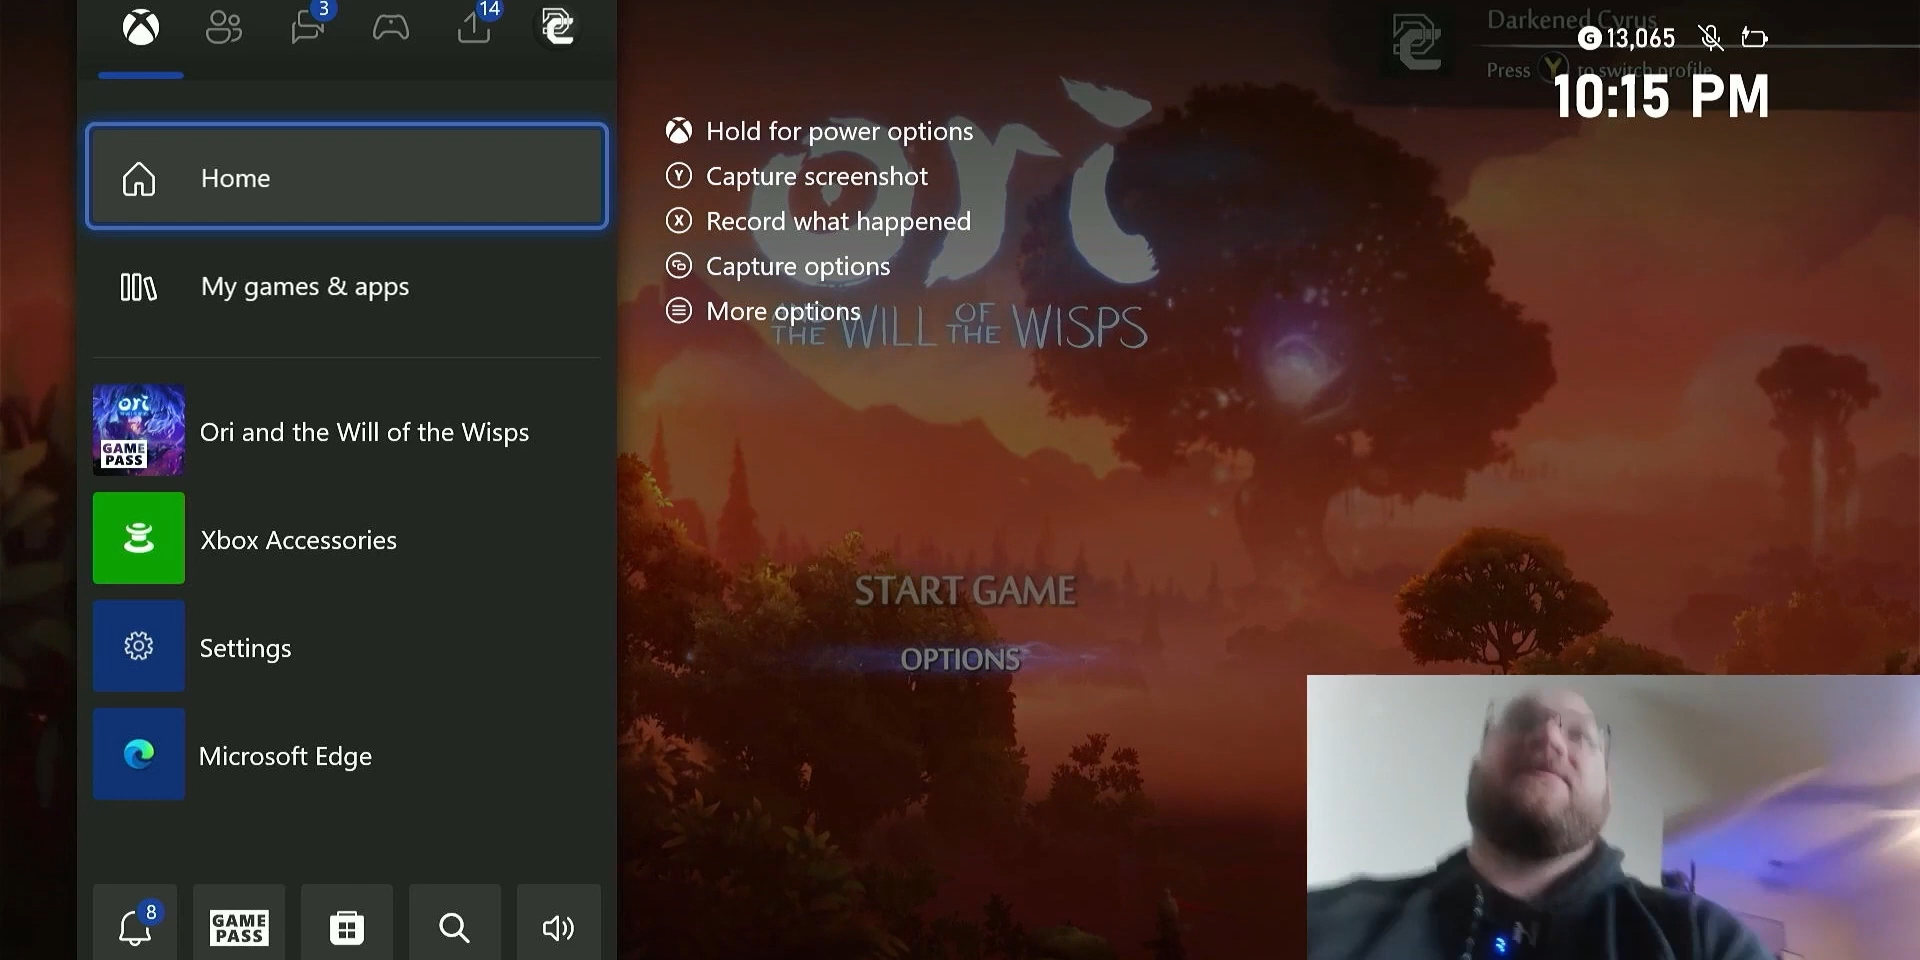 3
14
Darkened Cyrus
G 13,065
Press Y to switch profile
10:15 PM
Home
My games & apps
Ori and the Will of the Wisps
Xbox Accessories
Settings
Microsoft Edge
ori
GAME PASS
8
GAME PASS
Hold for power options
Y Capture screenshot
X Record what happened
Capture options
More options
ori
THE WILL OF THE WISPS
START GAME
OPTIONS